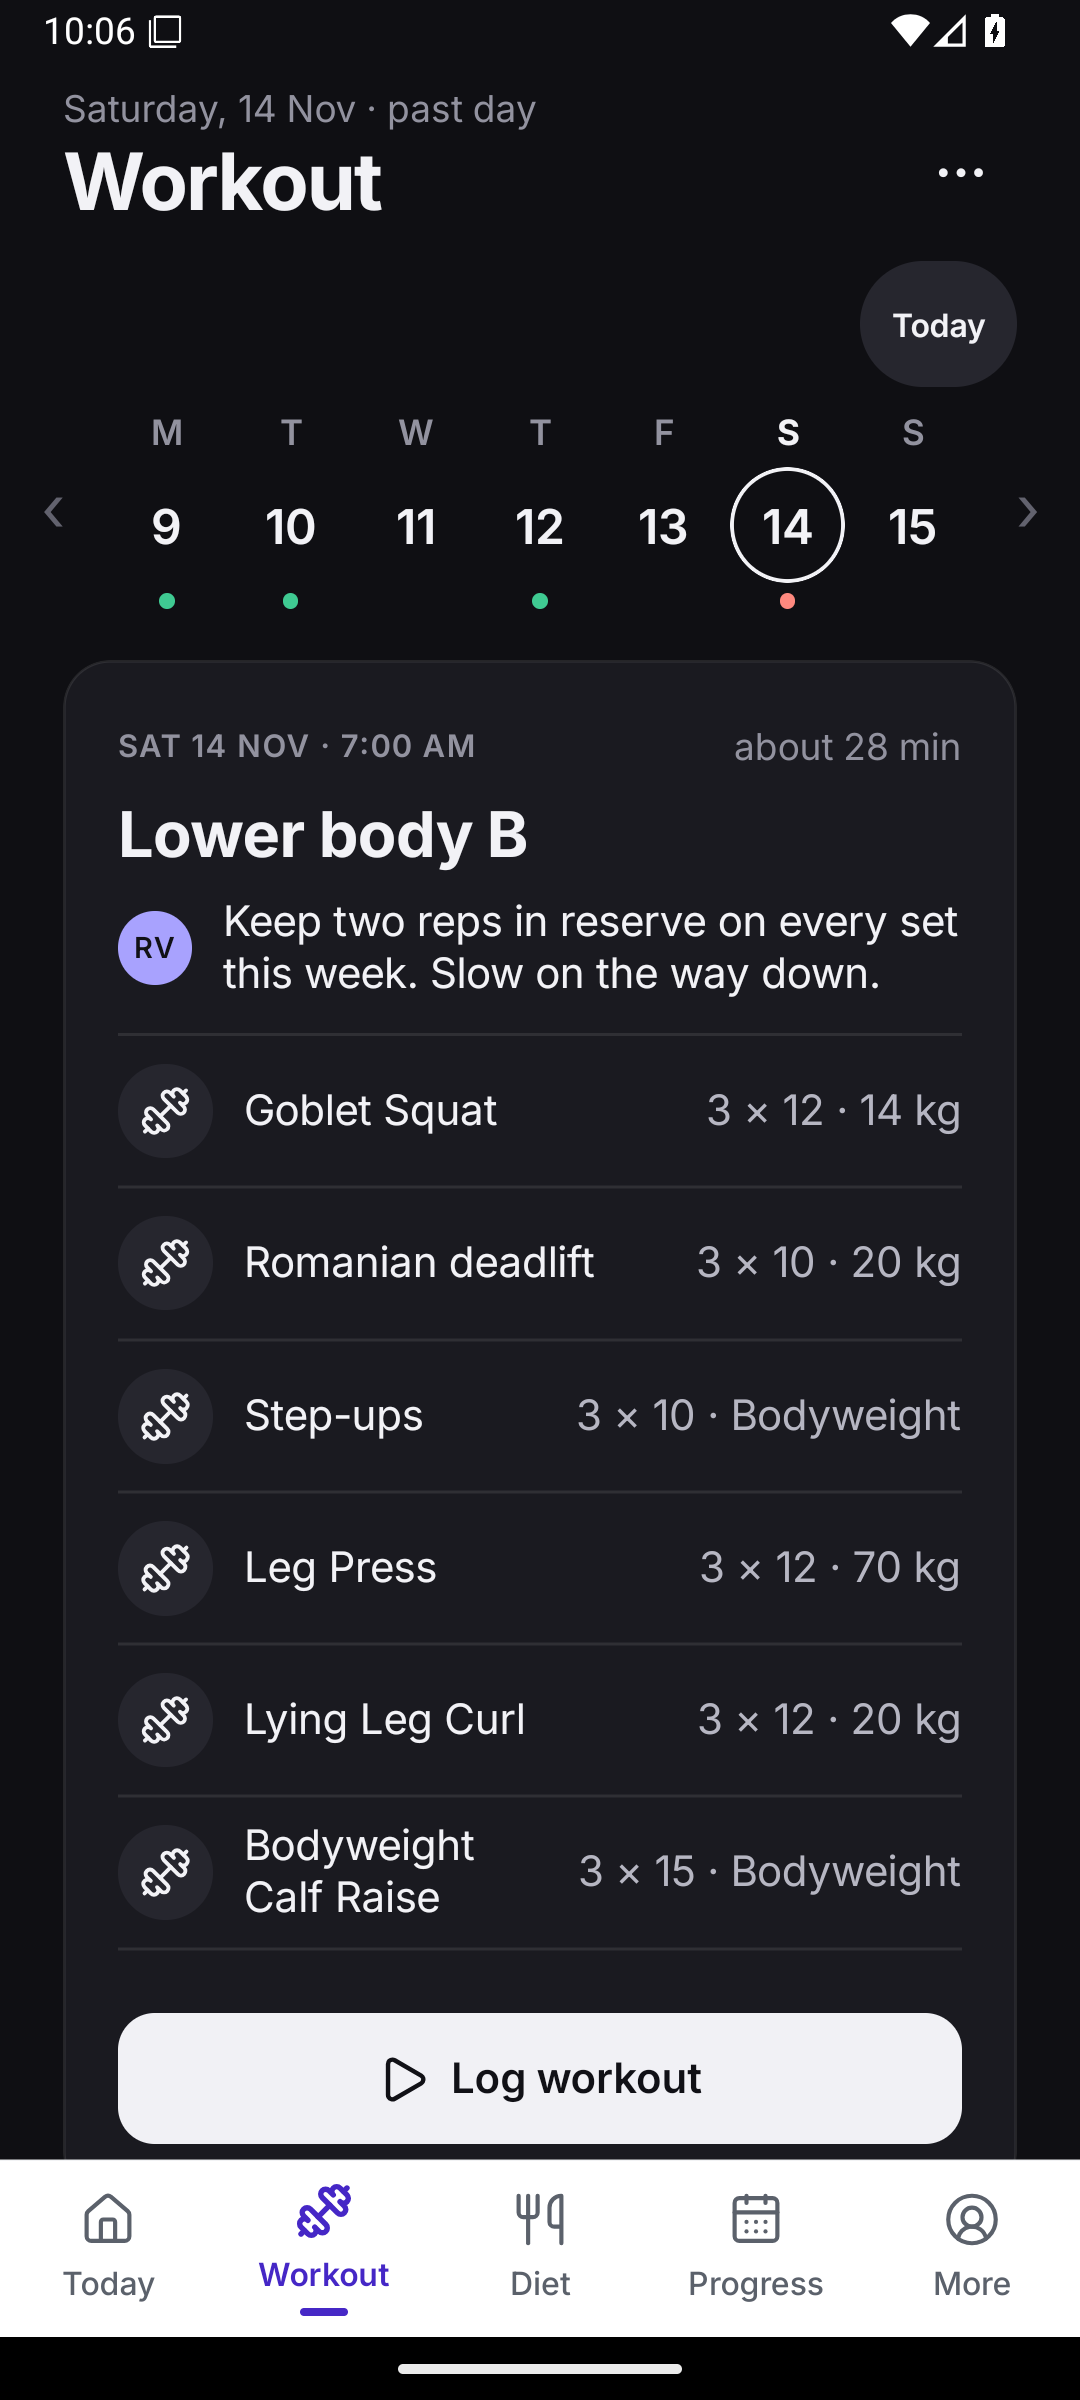 10:06
Saturday, 14 Nov · past day
Workout
Today
M T W T F S S
9 10 11 12 13 14 15
SAT 14 NOV · 7:00 AM
about 28 min
Lower body B
RV
Keep two reps in reserve on every set
this week. Slow on the way down.
Goblet Squat 3 × 12 · 14 kg
Romanian deadlift 3 × 10 · 20 kg
Step-ups 3 × 10 · Bodyweight
Leg Press 3 × 12 · 70 kg
Lying Leg Curl 3 × 12 · 20 kg
Bodyweight
Calf Raise
3 × 15 · Bodyweight
Log workout
Today Workout Diet Progress More